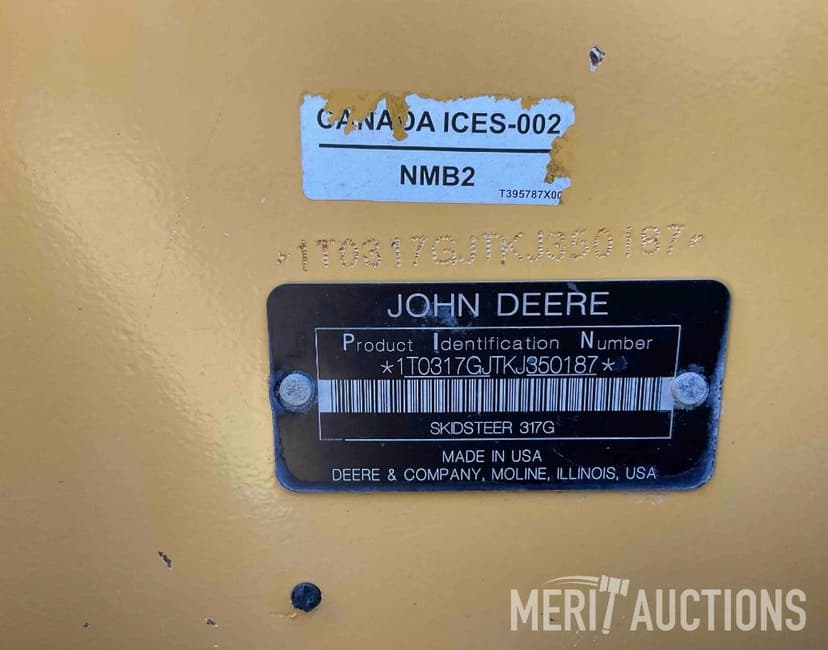 CANADA ICES-002
NMB2
T395787X00
*1T0317GJTKJ350187*
JOHN DEERE
Product Identification Number
*1T0317GJTKJ350187*
SKIDSTEER 317G
MADE IN USA
DEERE & COMPANY, MOLINE, ILLINOIS, USA
MERIT AUCTIONS